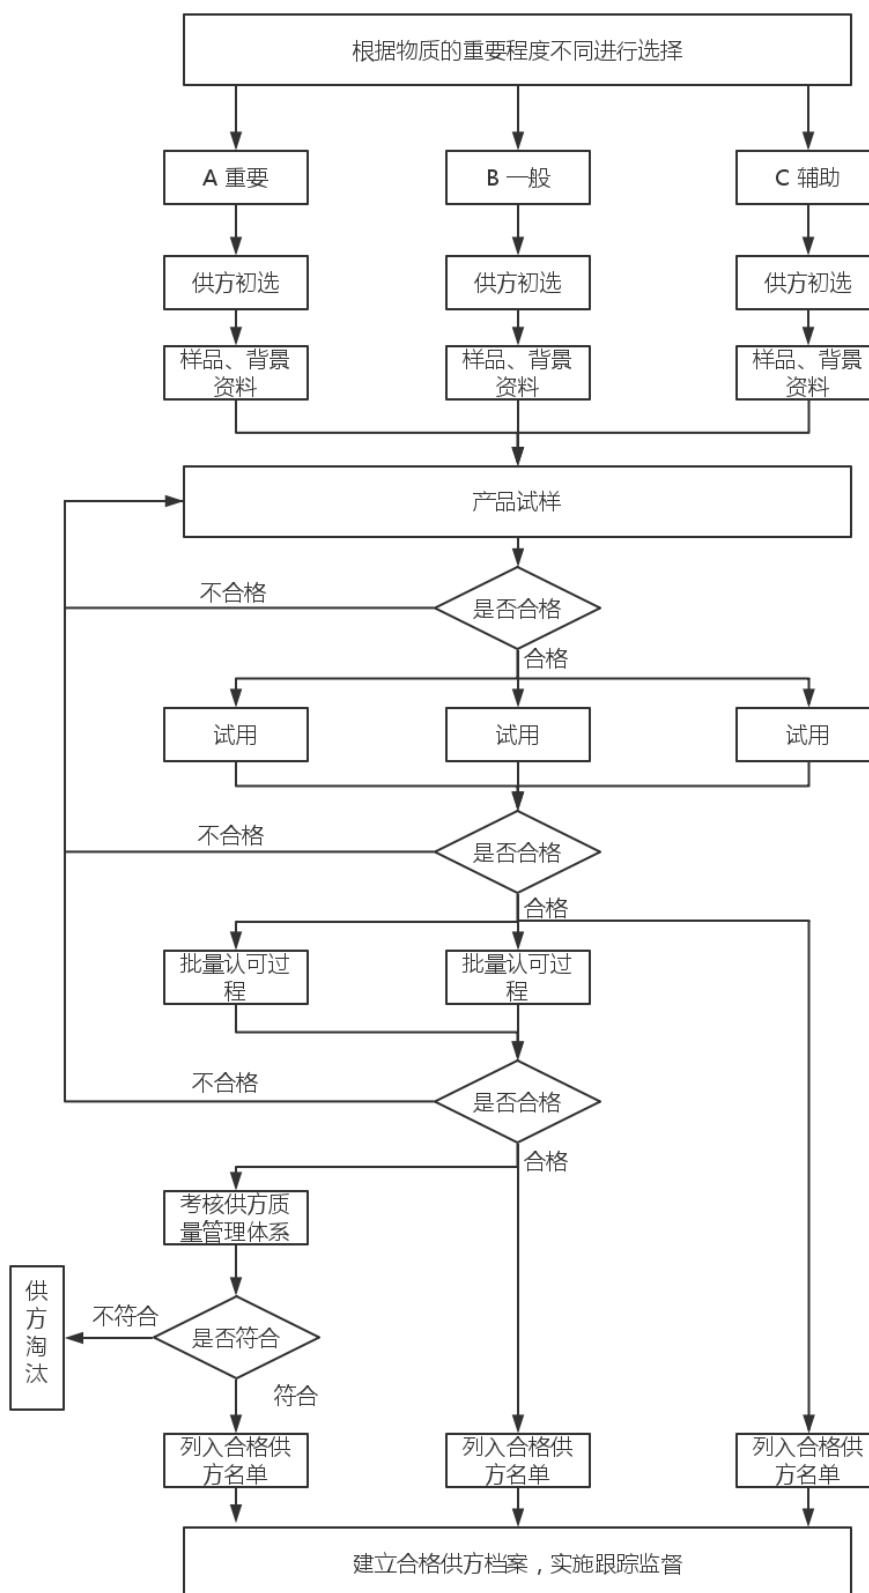 根据物质的重要程度不同进行选择
A 重要
B 一般
C 辅助
供方初选
供方初选
供方初选
样品、背景
资料
样品、背景
资料
样品、背景
资料
产品试样
不合格
是否合格
合格
试用
试用
试用
不合格
是否合格
合格
批量认可过
程
批量认可过
程
不合格
是否合格
合格
考核供方质
量管理体系
供
方
淘
汰
不符合
是否符合
符合
列入合格供
方名单
列入合格供
方名单
列入合格供
方名单
建立合格供方档案，实施跟踪监督